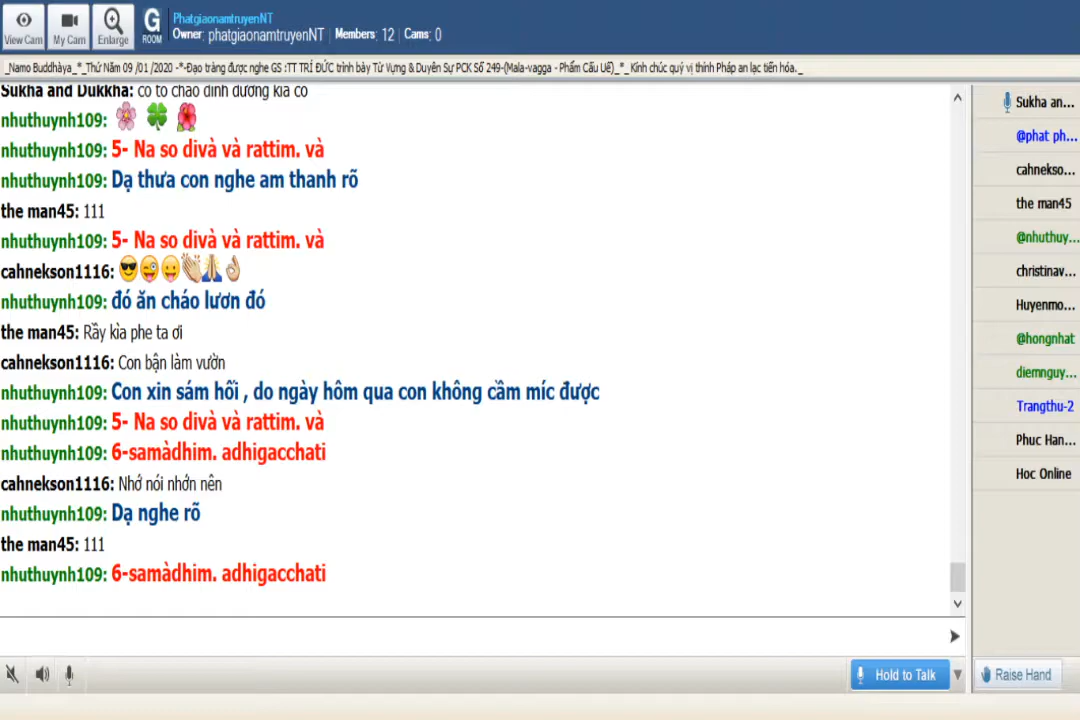 View Cam
My Cam
Enlarge
G
ROOM
PhatgiaonamtruyenNT
Owner: phatgiaonamtruyenNT | Members: 12 | Cams: 0
_Namo Buddhàya_*_Thứ Năm 09 /01 /2020 -*-Đạo tràng được nghe GS :TT TRÍ ĐỨC trình bày Từ Vựng & Duyên Sự PCK Số 249-(Mala-vagga - Phẩm Cấu Uế)_*_ Kính chúc quý vị thính Pháp an lạc tiến hóa._
Sukha and Dukkha: có tô cháo dinh dưỡng kìa cô
nhuthuynh109:
nhuthuynh109: 5- Na so divà và rattim. và
nhuthuynh109: Dạ thưa con nghe am thanh rõ
the man45: 111
nhuthuynh109: 5- Na so divà và rattim. và
cahnekson1116:
nhuthuynh109: đó ăn cháo lươn đó
the man45: Rầy kìa phe ta ơi
cahnekson1116: Con bận làm vườn
nhuthuynh109: Con xin sám hối , do ngày hôm qua con không cầm míc được
nhuthuynh109: 5- Na so divà và rattim. và
nhuthuynh109: 6-samàdhim. adhigacchati
cahnekson1116: Nhớ nói nhớn nên
nhuthuynh109: Dạ nghe rõ
the man45: 111
nhuthuynh109: 6-samàdhim. adhigacchati
Sukha an...
@phat ph...
cahnekso...
the man45
@nhuthuy...
christinav...
Huyenmo...
@hongnhat
diemnguy...
Trangthu-2
Phuc Han...
Hoc Online
Hold to Talk
Raise Hand